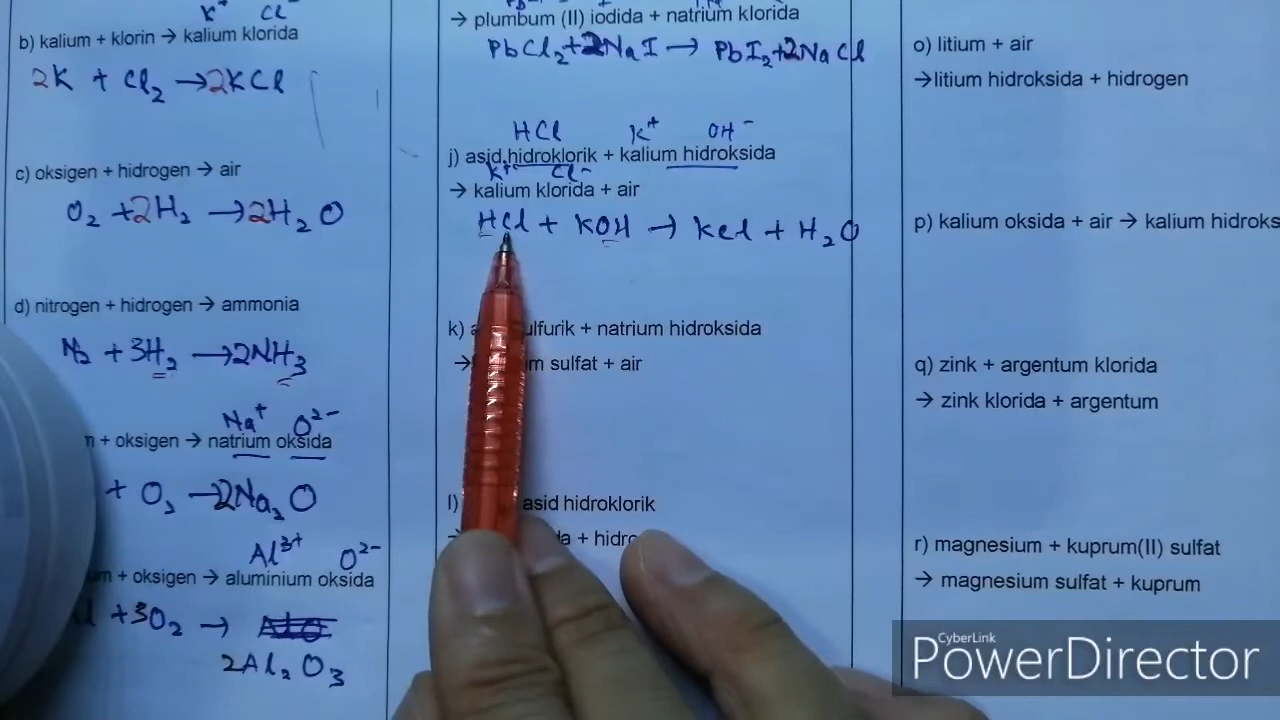 K⁺ Cl⁻
b) kalium + klorin → kalium klorida
2K + Cl₂ → 2KCl
c) oksigen + hidrogen → air
O₂ + 2H₂ → 2H₂O
d) nitrogen + hidrogen → ammonia
N₂ + 3H₂ → 2NH₃
Na⁺ O²⁻
+ oksigen → natrium oksida
+ O₂ → 2Na₂O
Al³⁺ O²⁻
+ oksigen → aluminium oksida
+ 3O₂ →
2Al₂O₃
→ plumbum (II) iodida + natrium klorida
PbCl₂ + 2NaI → PbI₂ + 2NaCl
HCl K⁺ OH⁻
j) asid hidroklorik + kalium hidroksida
K⁺ Cl⁻
→ kalium klorida + air
HCl + KOH → KCl + H₂O
k) + natrium hidroksida
→ sulfat + air
l) asid hidroklorik
→ +
o) litium + air
→ litium hidroksida + hidrogen
p) kalium oksida + air → kalium hidroks
q) zink + argentum klorida
→ zink klorida + argentum
r) magnesium + kuprum(II) sulfat
→ magnesium sulfat + kuprum
CyberLink
PowerDirector